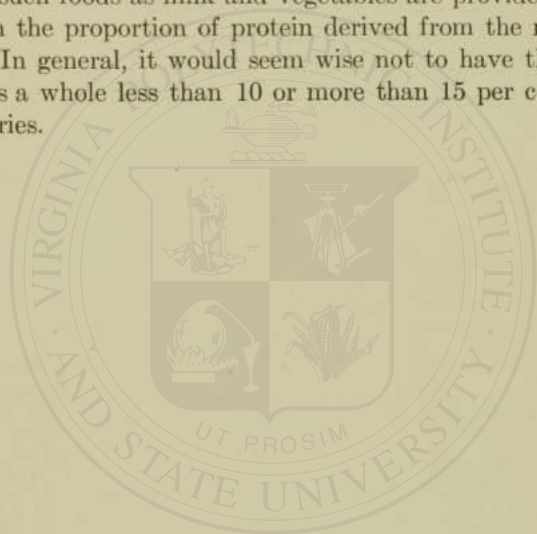 such foods as milk and vegetables are provide
the proportion of protein derived from the
In general, it would seem wise not to have
s a whole less than 10 or more than 15 per c
ries.
VIRGINIA POLYTECHNIC INSTITUTE
AND STATE UNIVERSITY
UT PROSIM